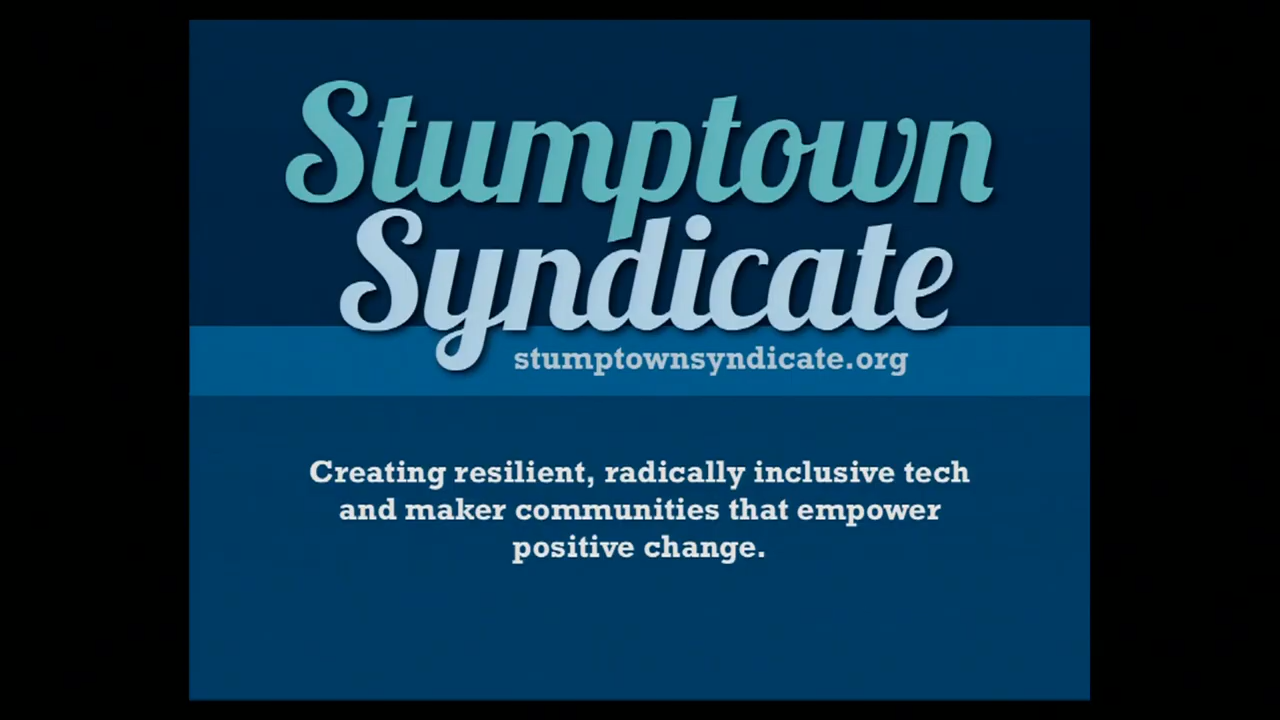 Stumptown
Syndicate
stumptownsyndicate.org
Creating resilient, radically inclusive tech
and maker communities that empower
positive change.